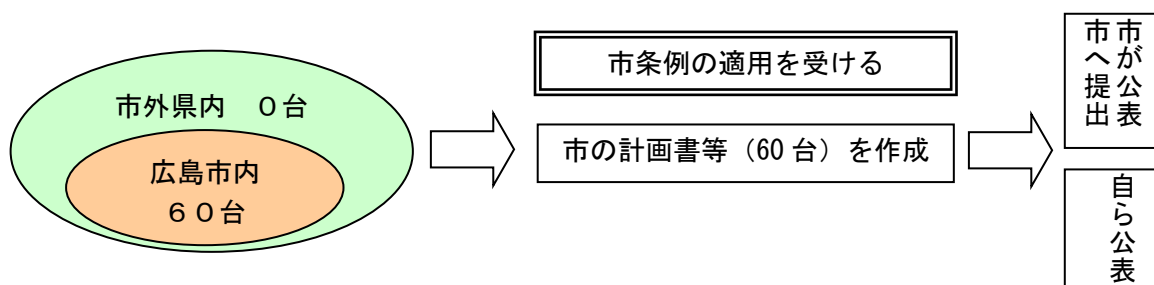 市外県内　０台
広島市内
６０台
市条例の適用を受ける
市の計画書等（60 台）を作成
市が公表
市へ提出
自ら公表